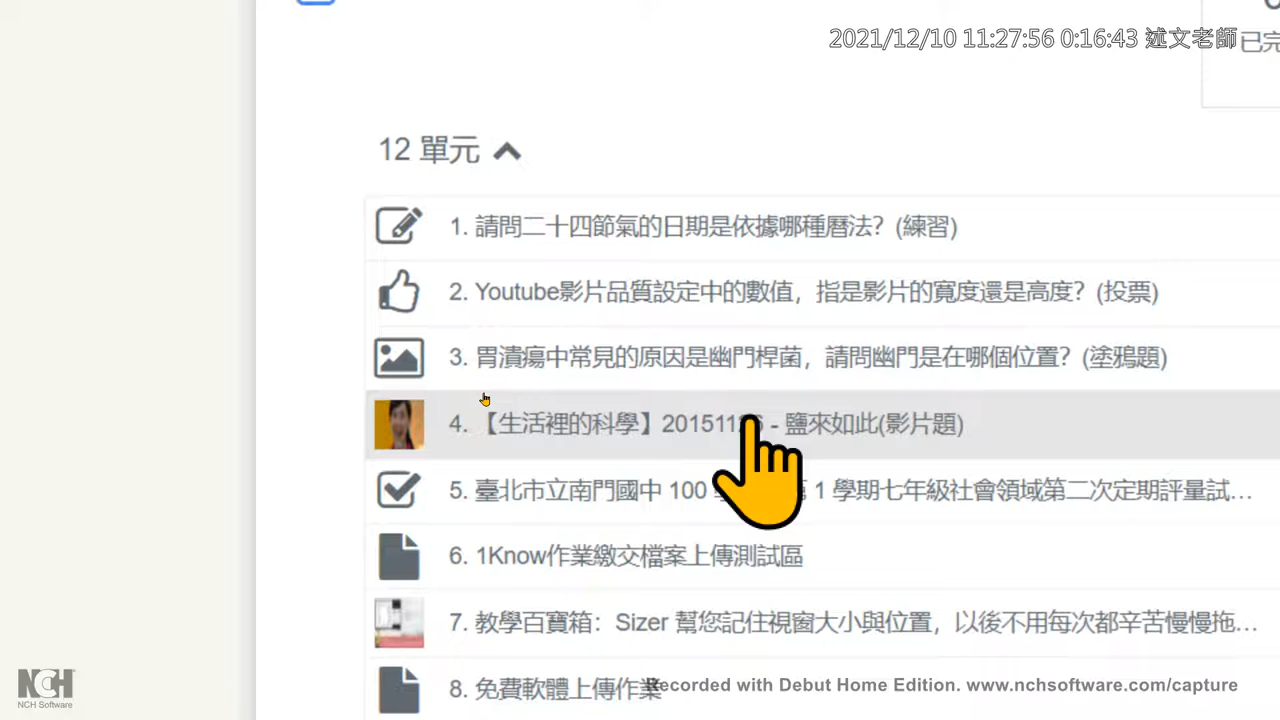 2021/12/10 11:27:56 0:16:43 述文老師
已完
12 單元
1. 請問二十四節氣的日期是依據哪種曆法? (練習)
2. Youtube影片品質設定中的數值，指是影片的寬度還是高度? (投票)
3. 胃潰瘍中常見的原因是幽門桿菌，請問幽門是在哪個位置? (塗鴉題)
4. 【生活裡的科學】20151126 - 鹽來如此(影片題)
5. 臺北市立南門國中 100 第 1 學期七年級社會領域第二次定期評量試...
6. 1Know作業繳交檔案上傳測試區
7. 教學百寶箱：Sizer 幫您記住視窗大小與位置，以後不用每次都辛苦慢慢拖...
8. 免費軟體上傳作業
Recorded with Debut Home Edition. www.nchsoftware.com/capture
NCH
NCH Software